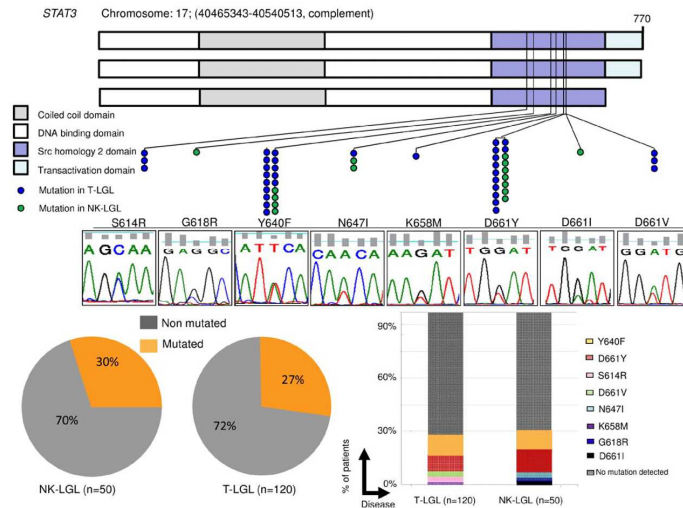 STAT3 Chromosome: 17; (40465343-40540513, complement)
770
Coiled coil domain
DNA binding domain
Src homology 2 domain
Transactivation domain
Mutation in T-LGL
Mutation in NK-LGL
S614R G618R Y640F N647I K658M D661Y D661I D661V
A G C A A G A G G C A T T C A C A A C A A A G A T T G G A T T C G A T G G A T G
Non mutated
Mutated
30%
70%
NK-LGL (n=50)
27%
72%
T-LGL (n=120)
90%
60%
30%
0%
% of patients
Disease
T-LGL (n=120) NK-LGL (n=50)
Y640F
D661Y
S614R
D661V
N647I
K658M
G618R
D661I
No mutation detected